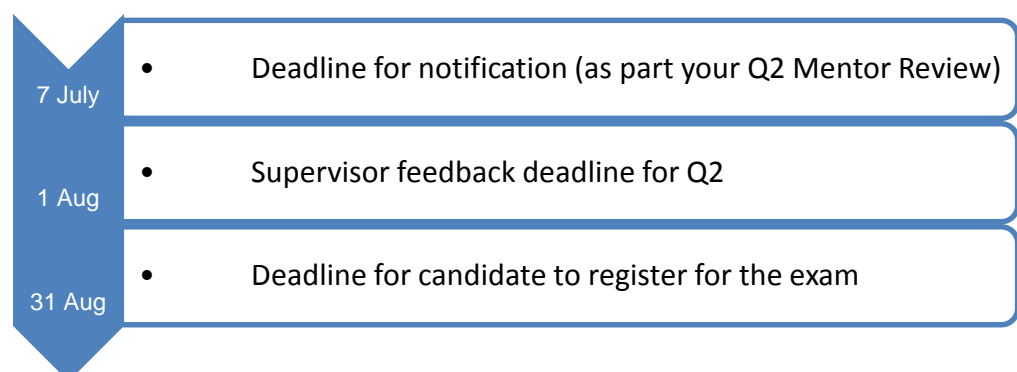 7 July
• Deadline for notification (as part your Q2 Mentor Review)
1 Aug
• Supervisor feedback deadline for Q2
31 Aug
• Deadline for candidate to register for the exam